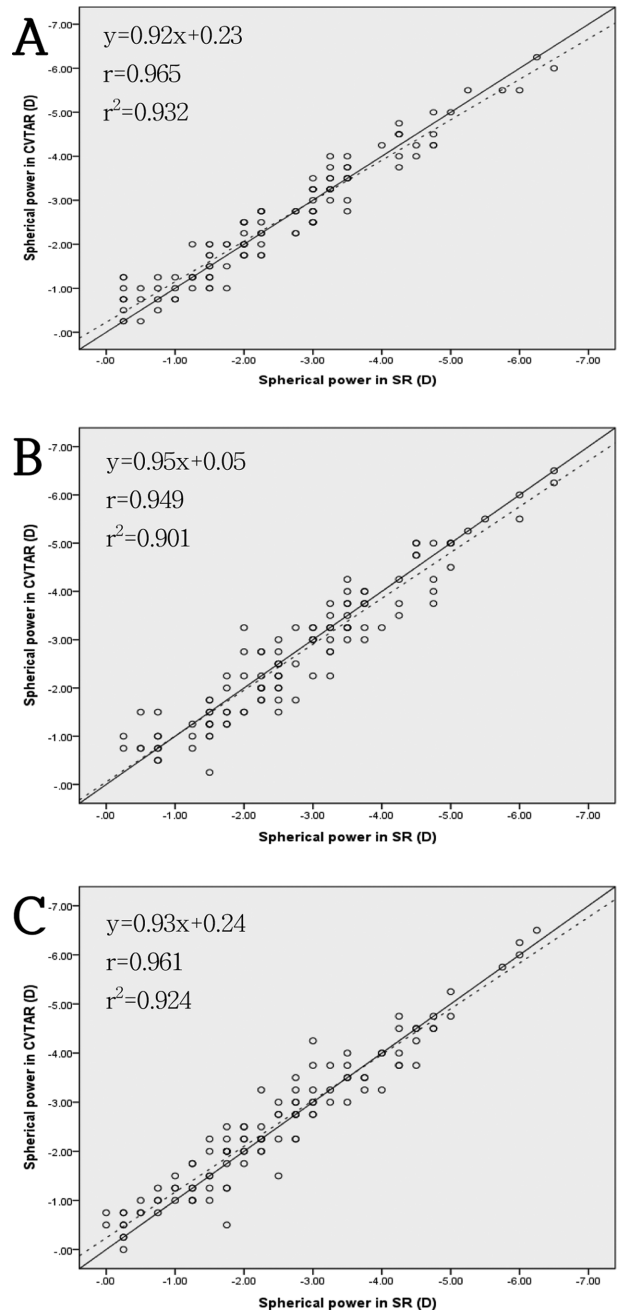 A
y=0.92x+0.23
r=0.965
r²=0.932
Spherical power in CVTAR (D)
-7.00
-6.00
-5.00
-4.00
-3.00
-2.00
-1.00
-.00
-.00 -1.00 -2.00 -3.00 -4.00 -5.00 -6.00 -7.00
Spherical power in SR (D)
B
y=0.95x+0.05
r=0.949
r²=0.901
Spherical power in CVTAR (D)
-7.00
-6.00
-5.00
-4.00
-3.00
-2.00
-1.00
-.00
-.00 -1.00 -2.00 -3.00 -4.00 -5.00 -6.00 -7.00
Spherical power in SR (D)
C
y=0.93x+0.24
r=0.961
r²=0.924
Spherical power in CVTAR (D)
-7.00
-6.00
-5.00
-4.00
-3.00
-2.00
-1.00
-.00
-.00 -1.00 -2.00 -3.00 -4.00 -5.00 -6.00 -7.00
Spherical power in SR (D)